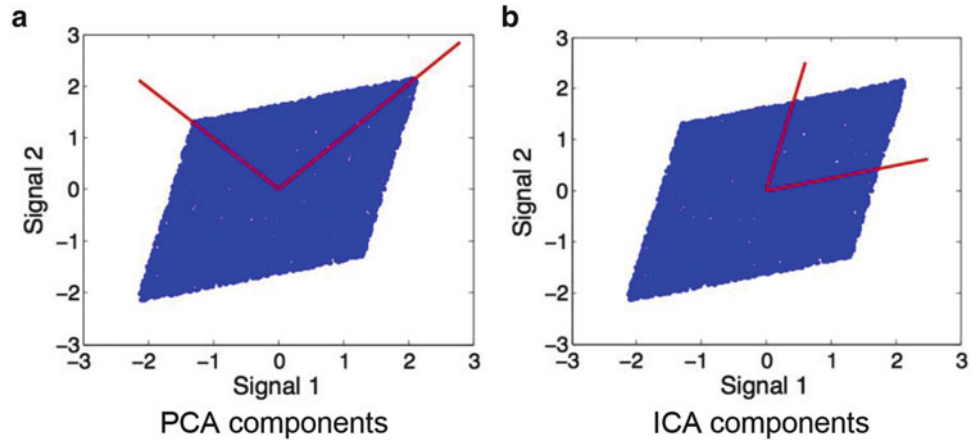 a
3
2
1
0
−1
−2
−3
Signal 2
−3 −2 −1 0 1 2 3
Signal 1
PCA components
b
3
2
1
0
−1
−2
−3
Signal 2
−3 −2 −1 0 1 2 3
Signal 1
ICA components